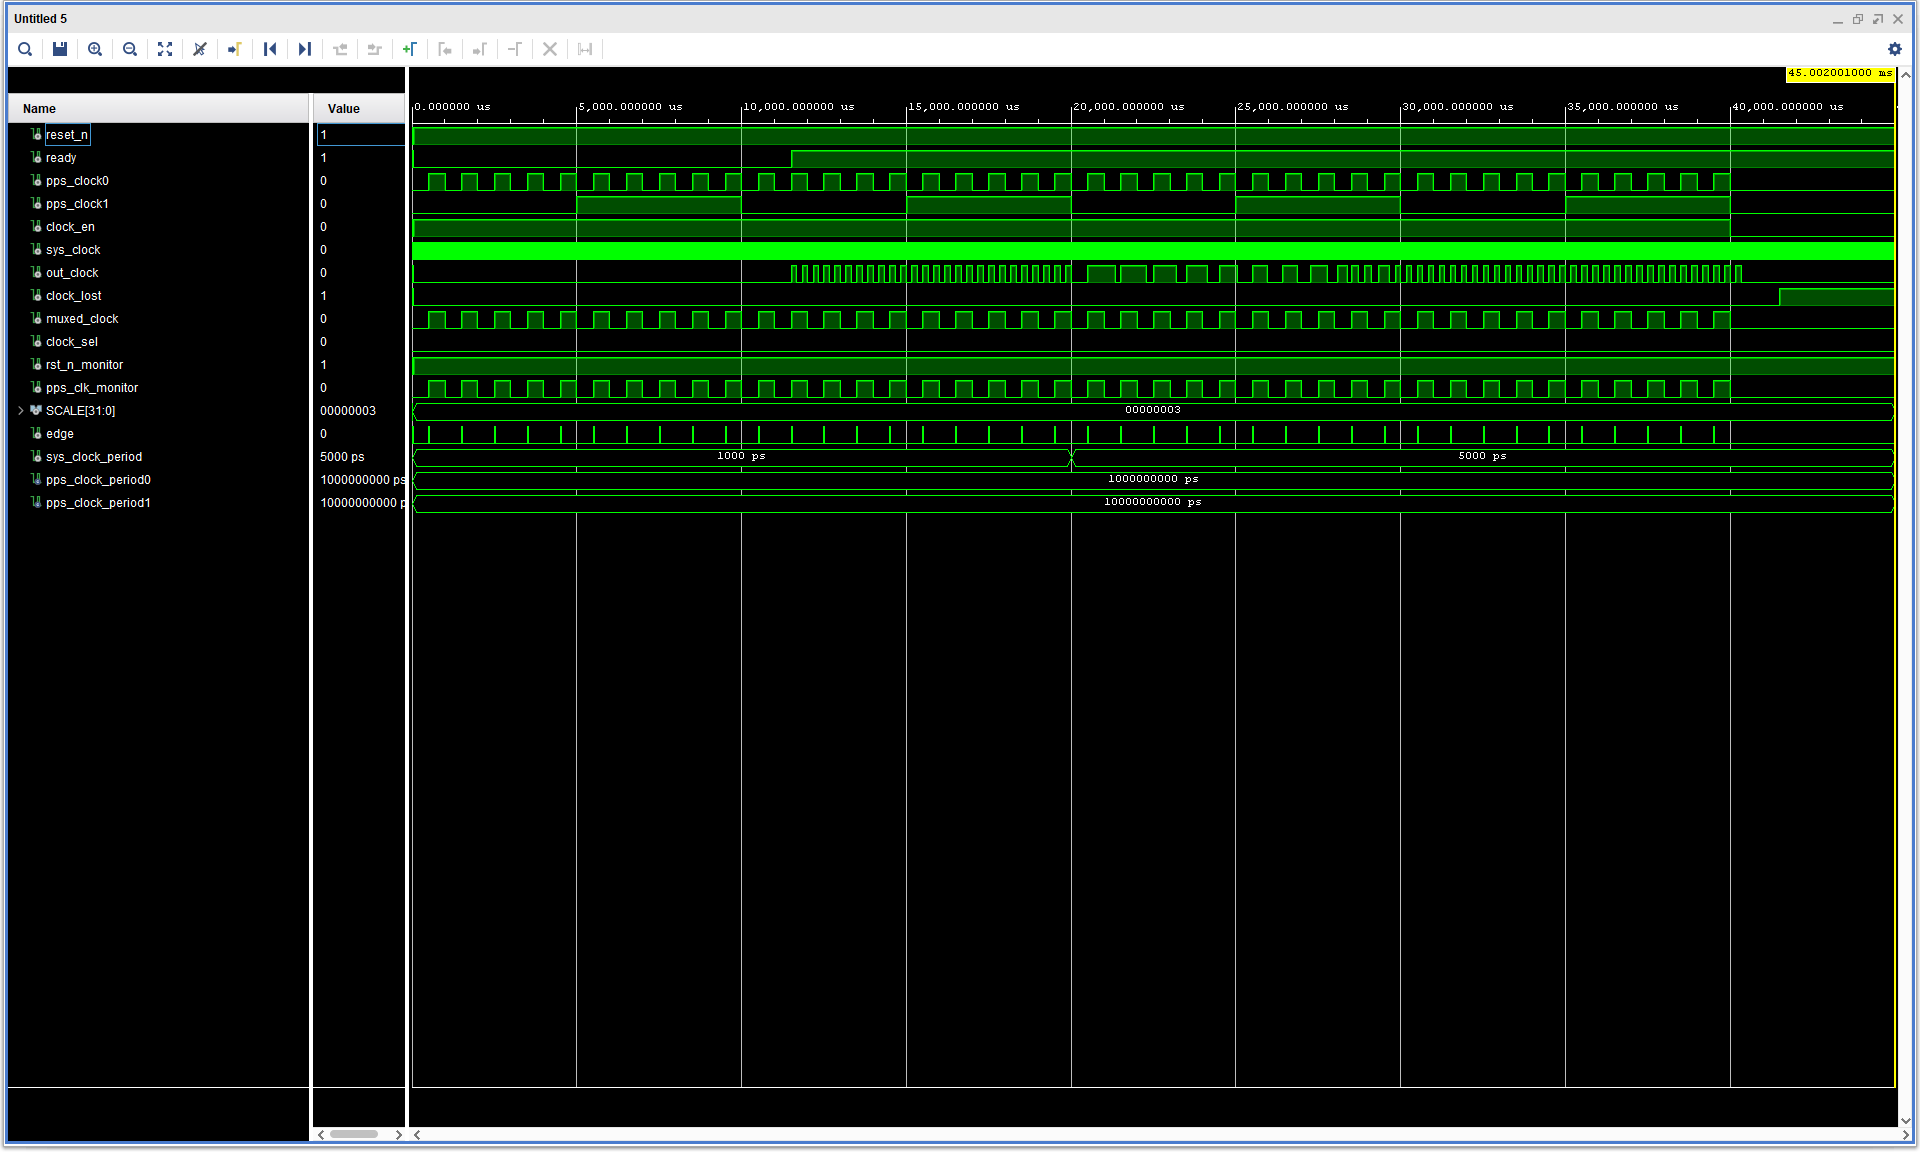 Untitled 5
45.002001000 ms
Name Value 0.000000 us 5,000.000000 us 10,000.000000 us 15,000.000000 us 20,000.000000 us 25,000.000000 us 30,000.000000 us 35,000.000000 us 40,000.000000 us
reset_n 1
ready 1
pps_clock0 0
pps_clock1 0
clock_en 0
sys_clock 0
out_clock 0
clock_lost 1
muxed_clock 0
clock_sel 0
rst_n_monitor 1
pps_clk_monitor 0
SCALE[31:0] 00000003 00000003
edge 0
sys_clock_period 5000 ps 1000 ps 5000 ps
pps_clock_period0 1000000000 ps 1000000000 ps
pps_clock_period1 10000000000 p 10000000000 ps